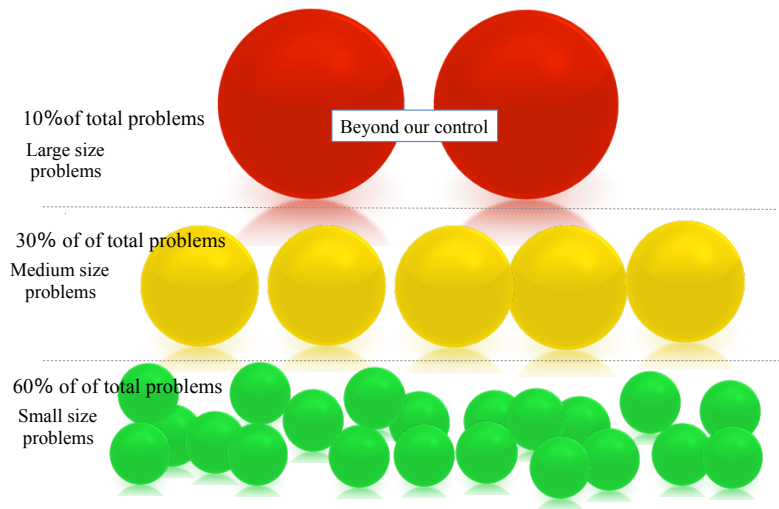 10%of total problems
Beyond our control
Large size
problems
30% of of total problems
Medium size
problems
60% of of total problems
Small size
problems